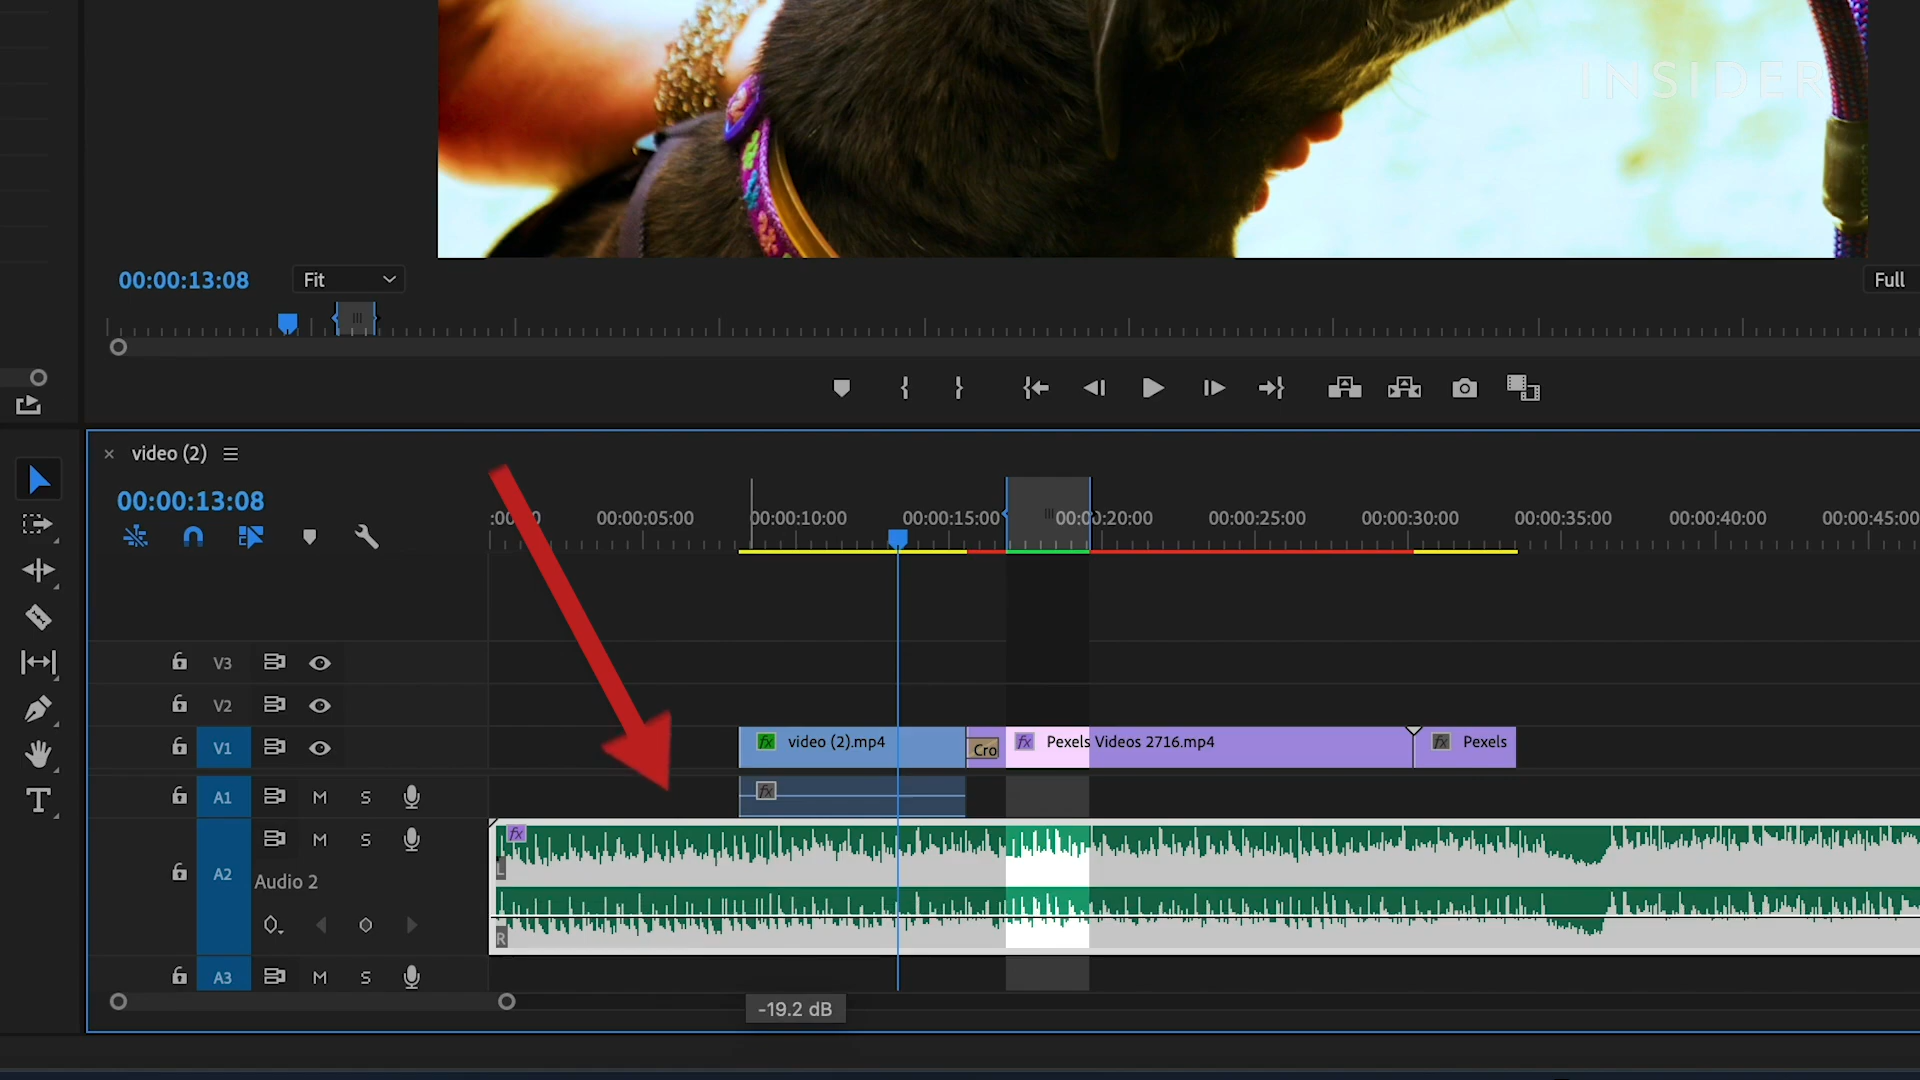 INSIDER
00:00:13:08
Fit
Full
video (2)
00:00:13:08
:00:00
00:00:05:00
00:00:10:00
00:00:15:00
00:00:20:00
00:00:25:00
00:00:30:00
00:00:35:00
00:00:40:00
00:00:45:00
V3
V2
V1
fx video (2).mp4
Cro
fx Pexels Videos 2716.mp4
fx Pexels
A1 M S
fx
A2 M S
Audio 2
fx
L
R
A3 M S
-19.2 dB